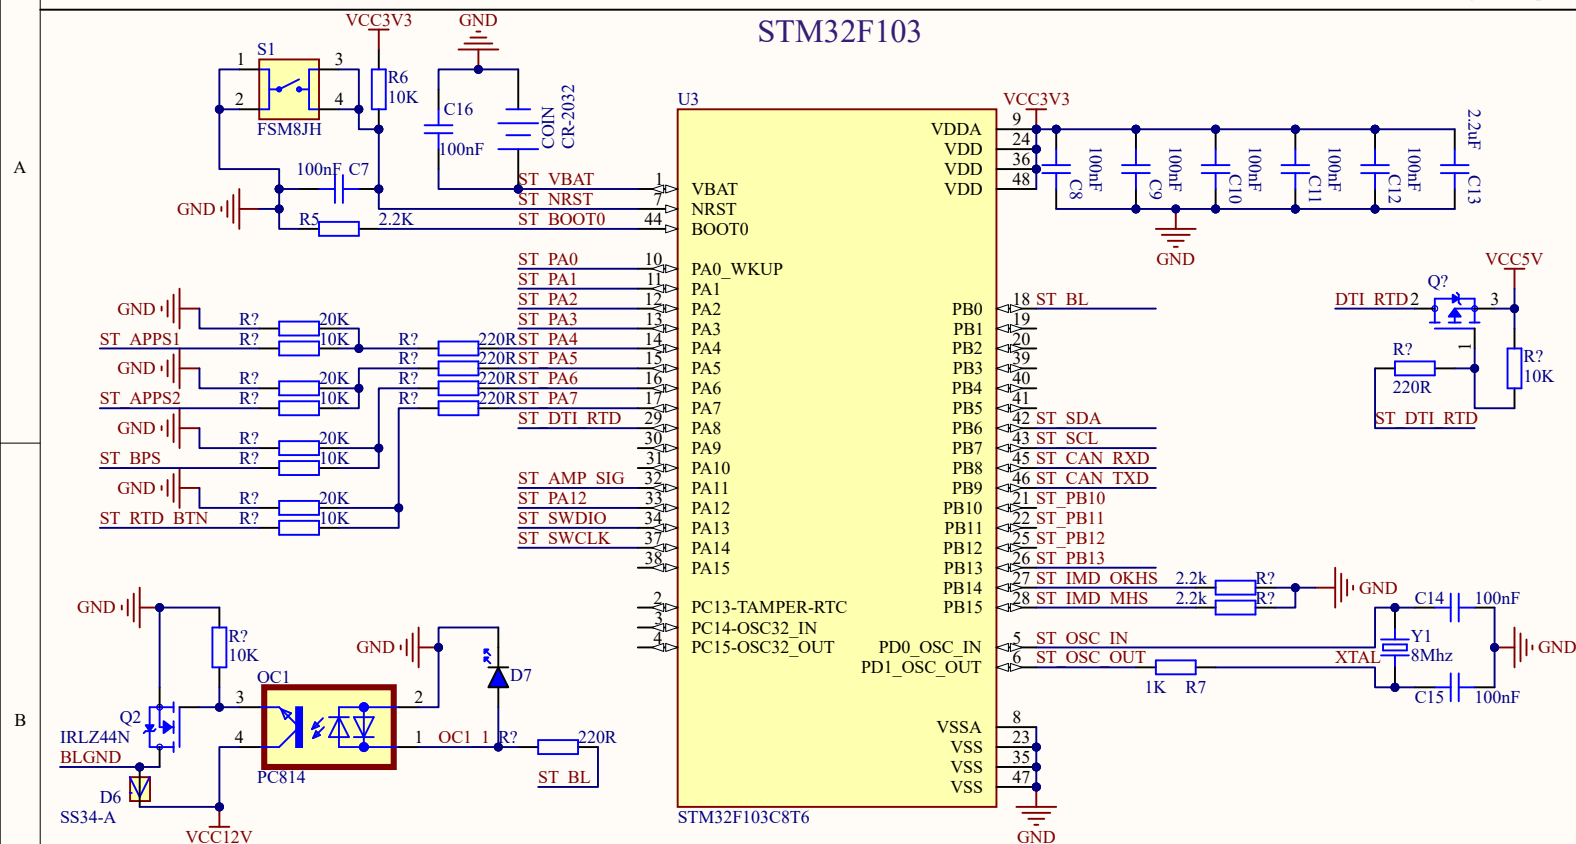 STM32F103
A
B
VCC3V3
S1
1
3
2
4
FSM8JH
R6
10K
100nF C7
GND
R5
2.2K
GND
C16
100nF
COIN
CR-2032
ST_VBAT
ST_NRST
ST_BOOT0
ST_PA0
ST_PA1
ST_PA2
ST_PA3
GND
R? 20K
ST_APPS1 R? 10K
R? 220R ST_PA4
GND
R? 220R ST_PA5
R? 20K
R? 220R ST_PA6
ST_APPS2 R? 10K
R? 220R ST_PA7
GND
ST_DTI_RTD
R? 20K
ST_BPS R? 10K
GND
R? 20K
ST_RTD_BTN R? 10K
ST_AMP_SIG
ST_PA12
ST_SWDIO
ST_SWCLK
U3
1 VBAT
7 NRST
44 BOOT0
10 PA0_WKUP
11 PA1
12 PA2
13 PA3
14 PA4
15 PA5
16 PA6
17 PA7
29 PA8
30 PA9
31 PA10
32 PA11
33 PA12
34 PA13
37 PA14
38 PA15
2 PC13-TAMPER-RTC
3 PC14-OSC32_IN
4 PC15-OSC32_OUT
VDDA 9
VDD 24
VDD 36
VDD 48
PB0 18 ST_BL
PB1 19
PB2 20
PB3 39
PB4 40
PB5 41
PB6 42 ST_SDA
PB7 43 ST_SCL
PB8 45 ST_CAN_RXD
PB9 46 ST_CAN_TXD
PB10 21 ST_PB10
PB11 22 ST_PB11
PB12 25 ST_PB12
PB13 26 ST_PB13
PB14 27 ST_IMD_OKHS 2.2k R?
GND
PB15 28 ST_IMD_MHS 2.2k R?
PD0_OSC_IN 5 ST_OSC_IN
PD1_OSC_OUT 6 ST_OSC_OUT
1K R7
XTAL
VSSA 8
VSS 23
VSS 35
VSS 47
GND
STM32F103C8T6
VCC3V3
100nF
C8
100nF
C9
100nF
C10
100nF
C11
100nF
C12
2.2uF
C13
GND
VCC5V
Q?
DTI_RTD 2
3
1
R?
220R
R?
10K
ST_DTI_RTD
C14 100nF
Y1
8Mhz
GND
C15 100nF
GND
R?
10K
OC1
3
4
2
1
PC814
Q2
IRLZ44N
BLGND
D6
SS34-A
VCC12V
GND
D7
OC1_1 R? 220R
ST_BL